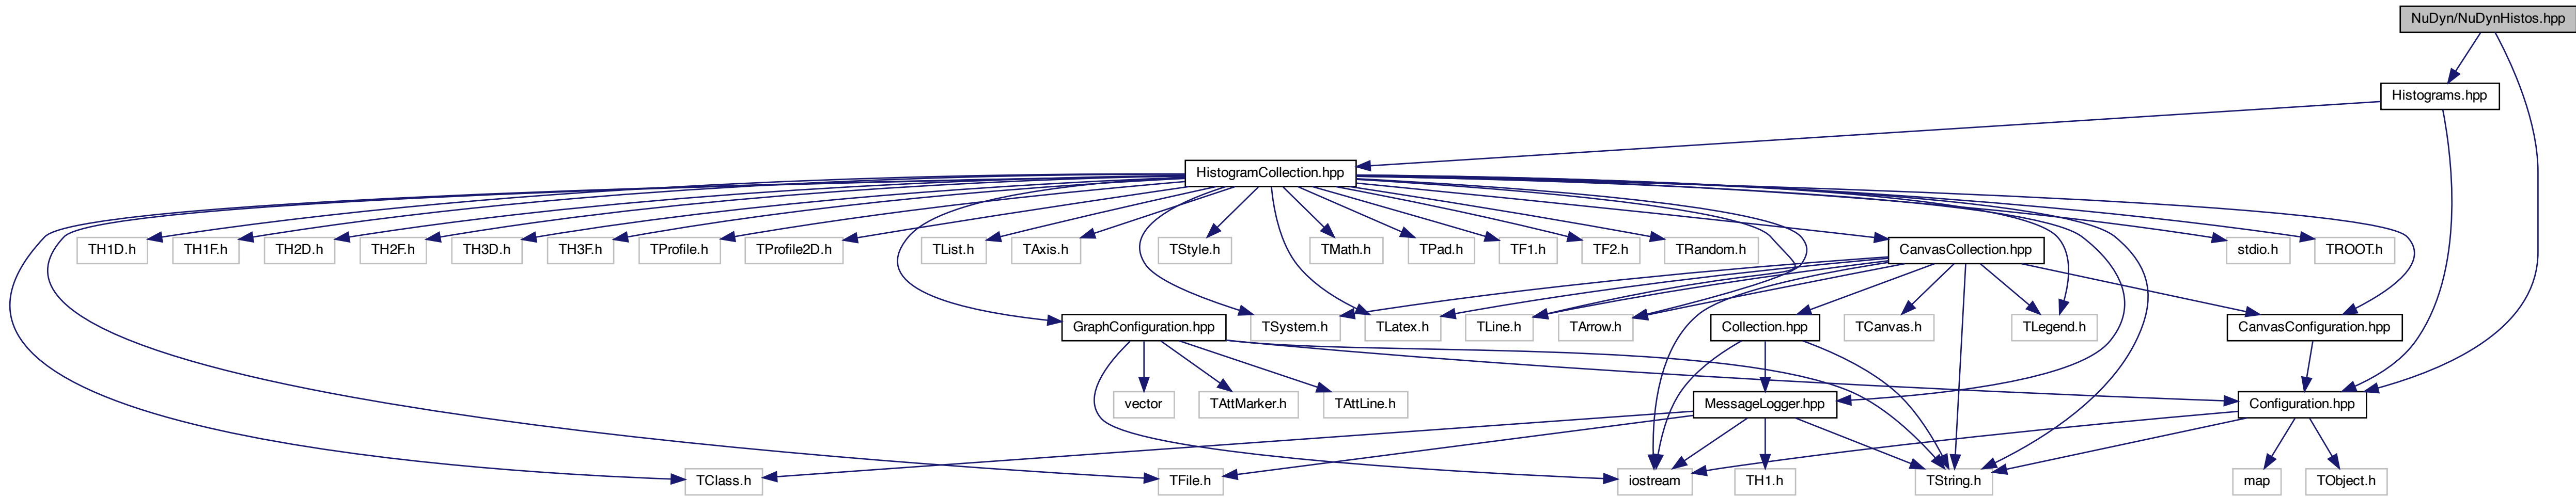 NuDyn/NuDynHistos.hpp
Histograms.hpp
HistogramCollection.hpp
TH1D.h
TH1F.h
TH2D.h
TH2F.h
TH3D.h
TH3F.h
TProfile.h
TProfile2D.h
TList.h
TAxis.h
TStyle.h
TMath.h
TPad.h
TF1.h
TF2.h
TRandom.h
CanvasCollection.hpp
stdio.h
TROOT.h
GraphConfiguration.hpp
TSystem.h
TLatex.h
TLine.h
TArrow.h
Collection.hpp
TCanvas.h
TLegend.h
CanvasConfiguration.hpp
vector
TAttMarker.h
TAttLine.h
MessageLogger.hpp
Configuration.hpp
TClass.h
TFile.h
iostream
TH1.h
TString.h
map
TObject.h